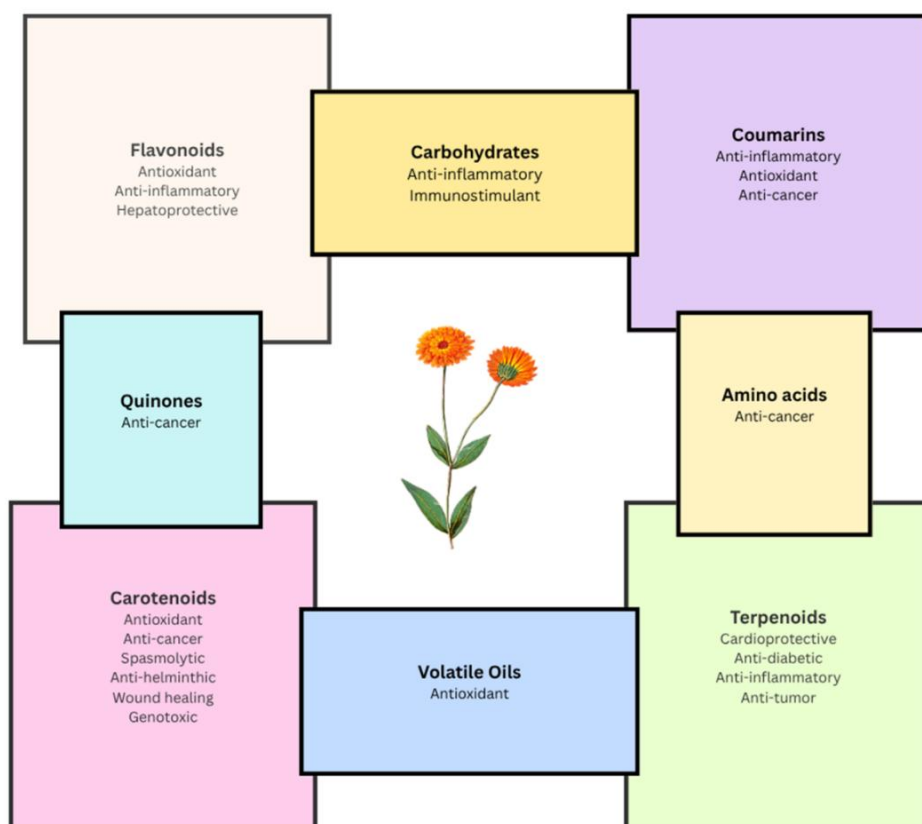 Flavonoids
Antioxidant
Anti-inflammatory
Hepatoprotective
Carbohydrates
Anti-inflammatory
Immunostimulant
Coumarins
Anti-inflammatory
Antioxidant
Anti-cancer
Quinones
Anti-cancer
Amino acids
Anti-cancer
Carotenoids
Antioxidant
Anti-cancer
Spasmolytic
Anti-helminthic
Wound healing
Genotoxic
Volatile Oils
Antioxidant
Terpenoids
Cardioprotective
Anti-diabetic
Anti-inflammatory
Anti-tumor